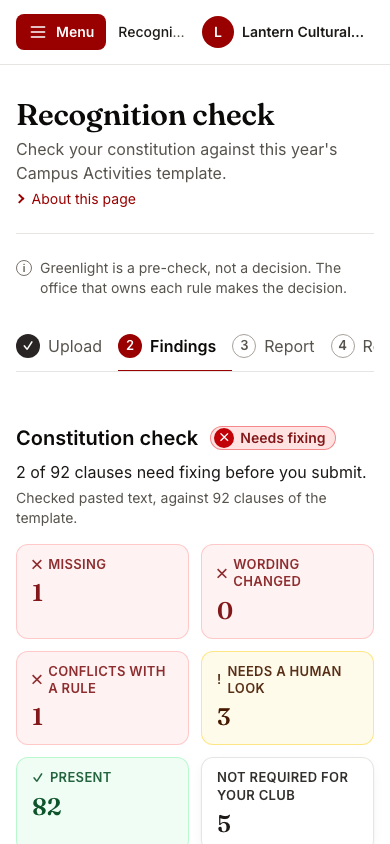 Menu
Recogni...
L
Lantern Cultural...
Recognition check
Check your constitution against this year's
Campus Activities template.
About this page
Greenlight is a pre-check, not a decision. The
office that owns each rule makes the decision.
Upload
2 Findings
3 Report
4 R
Constitution check
Needs fixing
2 of 92 clauses need fixing before you submit.
Checked pasted text, against 92 clauses of the
template.
MISSING
1
WORDING
CHANGED
0
CONFLICTS WITH
A RULE
1
! NEEDS A HUMAN
LOOK
3
PRESENT
82
NOT REQUIRED FOR
YOUR CLUB
5